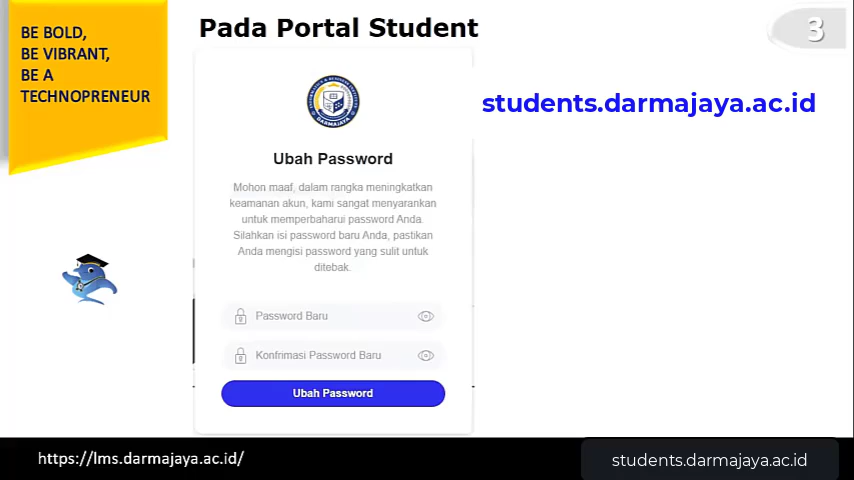 BE BOLD,
BE VIBRANT,
BE A
TECHNOPRENEUR
Pada Portal Student
3
students.darmajaya.ac.id
DARMAJAYA
Ubah Password
Mohon maaf, dalam rangka meningkatkan
keamanan akun, kami sangat menyarankan
untuk memperbaharui password Anda.
Silahkan isi password baru Anda, pastikan
Anda mengisi password yang sulit untuk
ditebak.
Password Baru
Konfrimasi Password Baru
Ubah Password
https://lms.darmajaya.ac.id/
students.darmajaya.ac.id